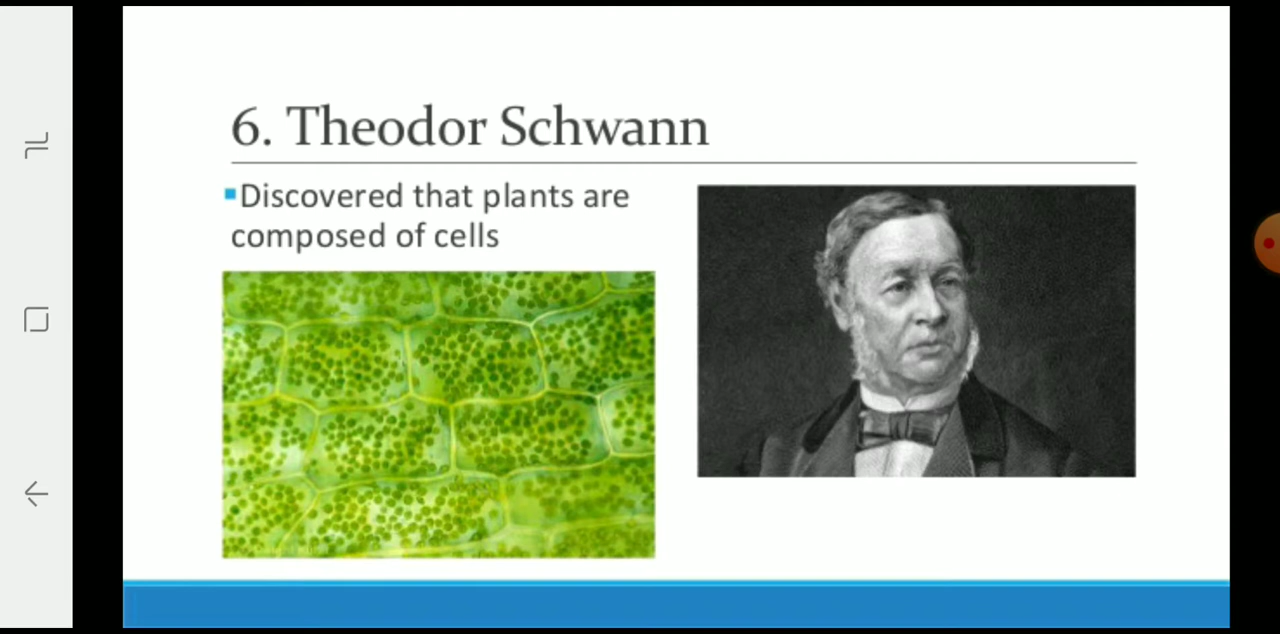 6. Theodor Schwann
Discovered that plants are
composed of cells